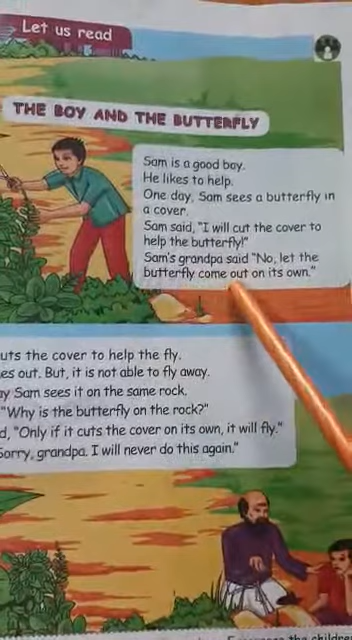 Let us read
THE BOY AND THE BUTTERFLY
Sam is a good boy.
He likes to help.
One day, Sam sees a butterfly in
a cover.
Sam said, "I will cut the cover to
help the butterfly!"
Sam's grandpa said "No, let the
butterfly come out on its own."
uts the cover to help the fly.
es out. But, it is not able to fly away.
ay Sam sees it on the same rock.
"Why is the butterfly on the rock?"
d, "Only if it cuts the cover on its own, it will fly."
Sorry, grandpa. I will never do this again."
the childre